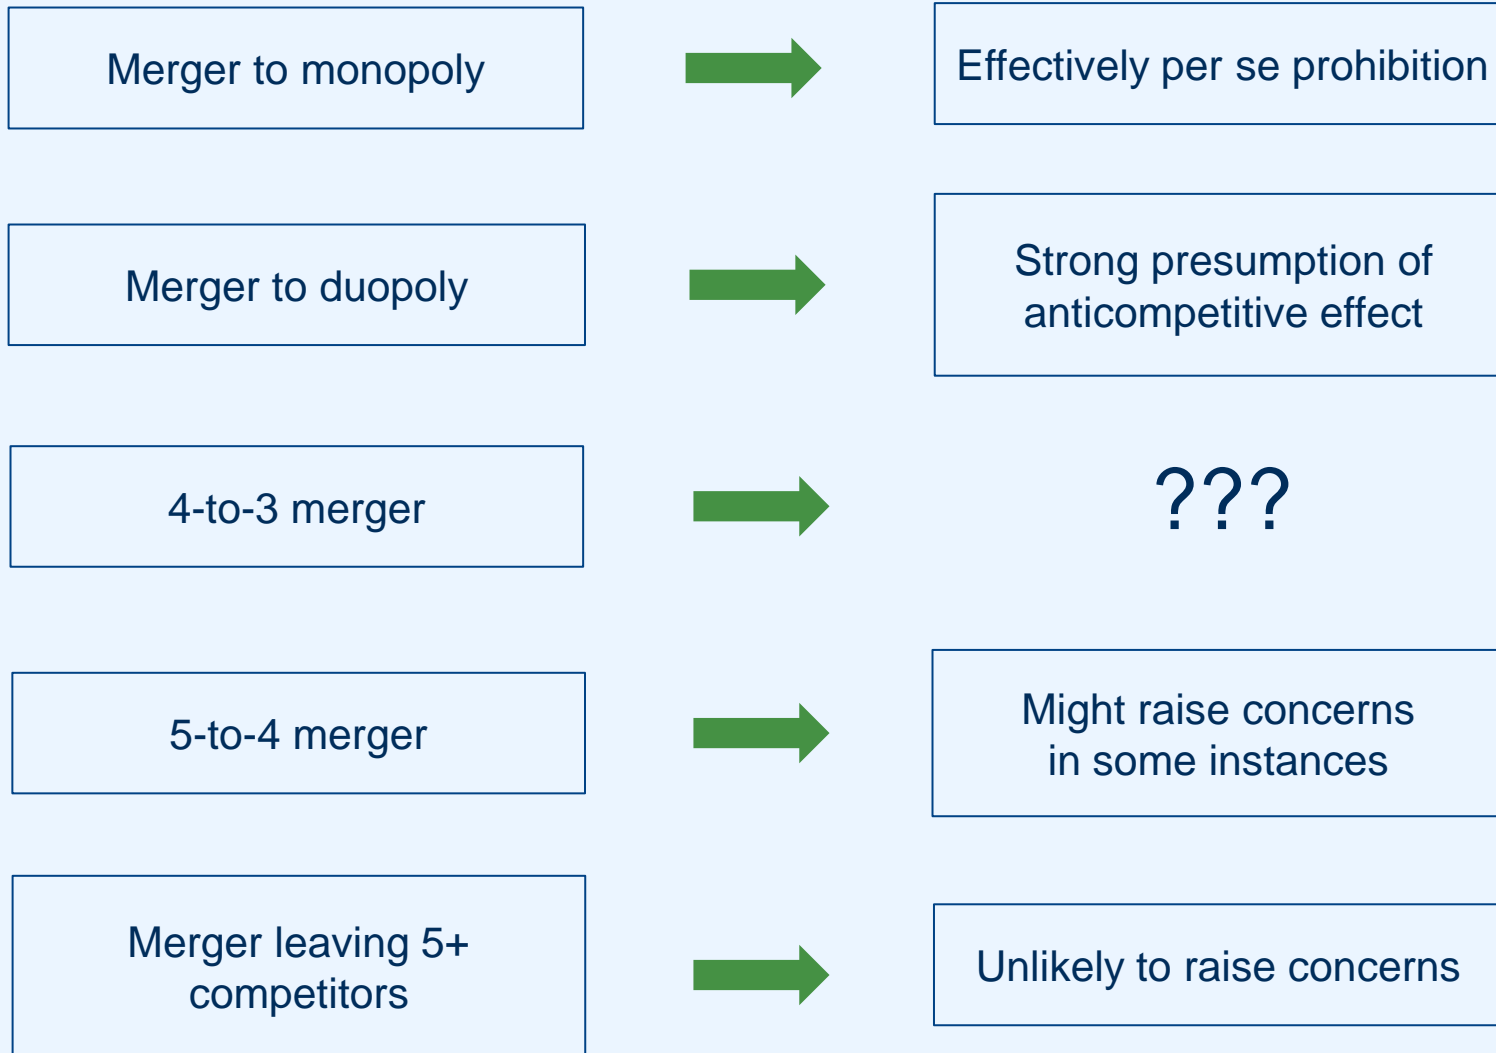 Merger to monopoly
Effectively per se prohibition
Merger to duopoly
Strong presumption of
anticompetitive effect
4-to-3 merger
???
5-to-4 merger
Might raise concerns
in some instances
Merger leaving 5+
competitors
Unlikely to raise concerns